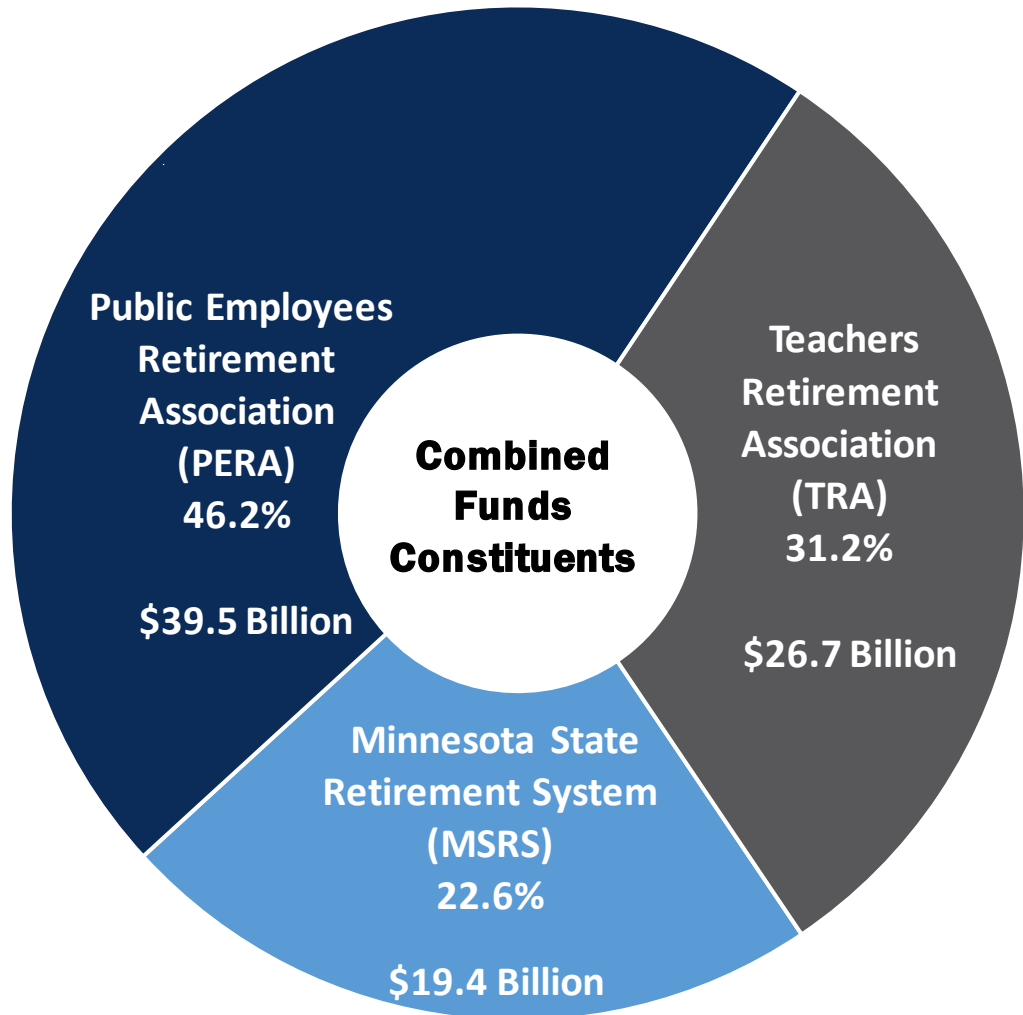 Public Employees
Retirement
Association
(PERA)
46.2%
$39.5 Billion
Combined
Funds
Constituents
Teachers
Retirement
Association
(TRA)
31.2%
$26.7 Billion
Minnesota State
Retirement System
(MSRS)
22.6%
$19.4 Billion